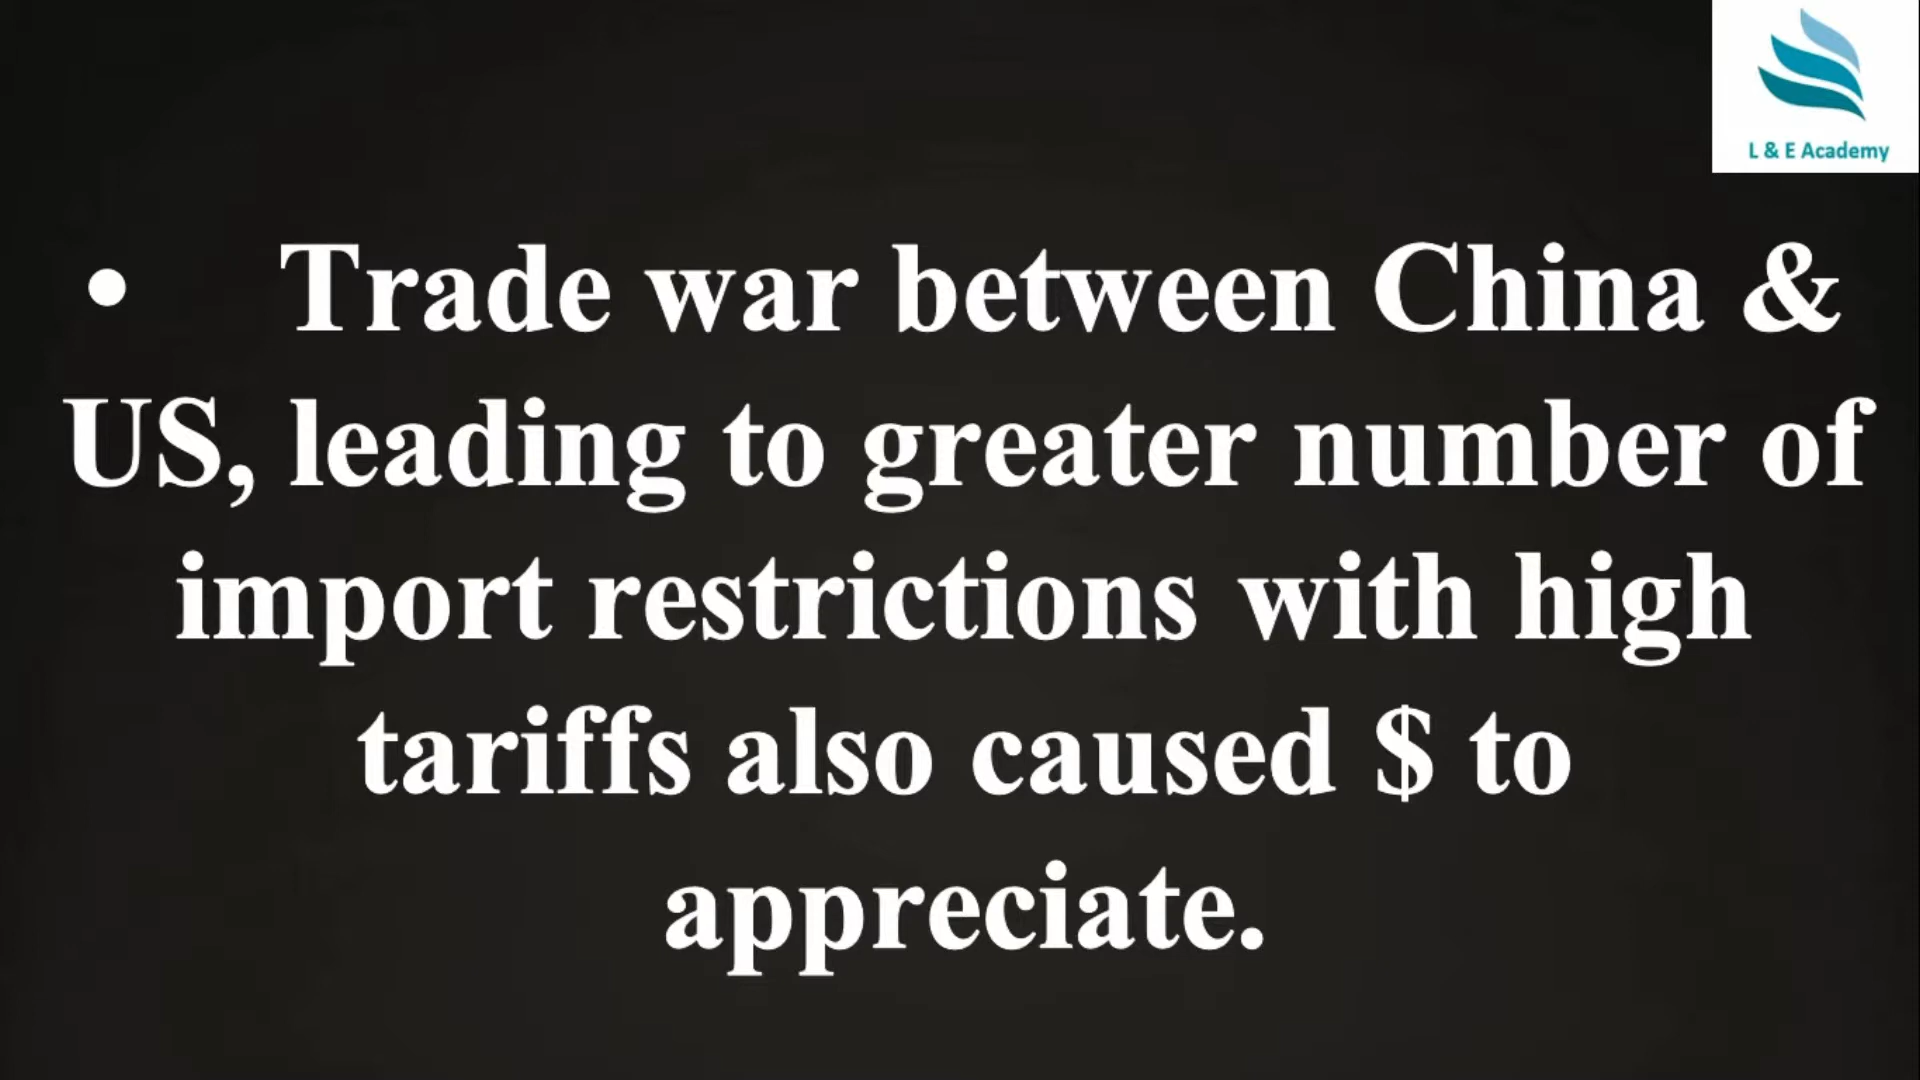 L & E Academy
• Trade war between China &
US, leading to greater number of
import restrictions with high
tariffs also caused $ to
appreciate.